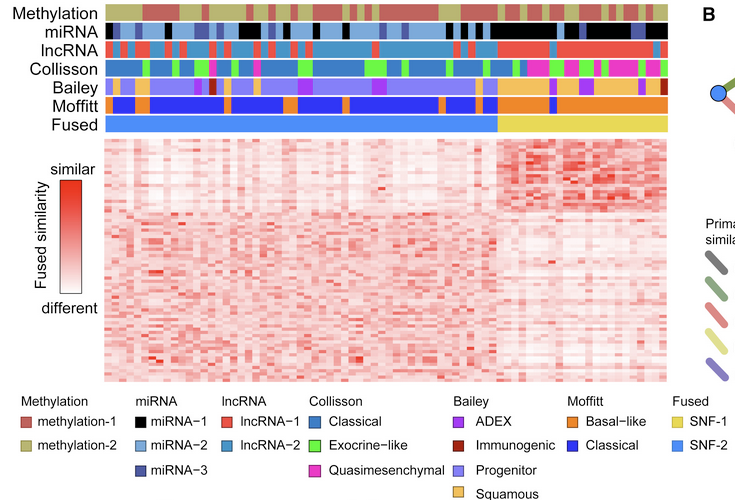 Methylation
B
miRNA
lncRNA
Collisson
Bailey
Moffitt
Fused
similar
Fused similarity
different
Prima
simila
Methylation miRNA lncRNA Collisson Bailey Moffitt Fused
methylation-1 miRNA-1 lncRNA-1 Classical ADEX Basal-like SNF-1
methylation-2 miRNA-2 lncRNA-2 Exocrine-like Immunogenic Classical SNF-2
miRNA-3 Quasimesenchymal Progenitor
Squamous